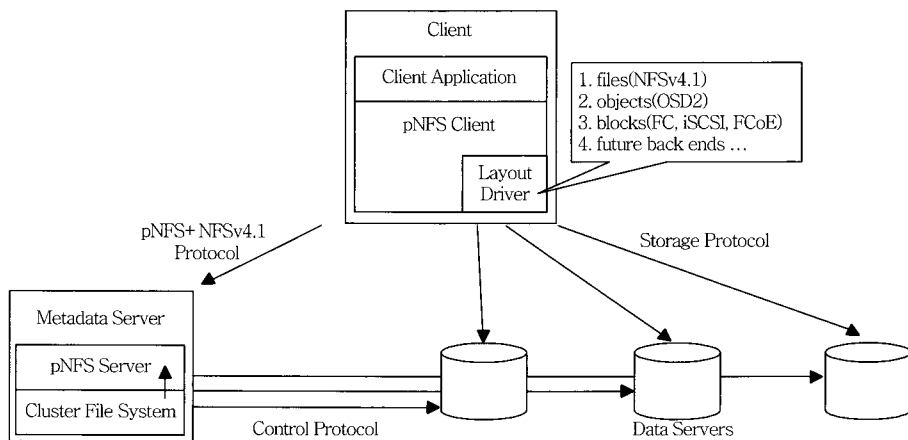 Client
Client Application
pNFS Client
Layout
Driver
1. files(NFSv4.1)
2. objects(OSD2)
3. blocks(FC, iSCSI, FCoE)
4. future back ends …
pNFS+ NFSv4.1
Protocol
Storage Protocol
Metadata Server
pNFS Server
Cluster File System
Control Protocol
Data Servers